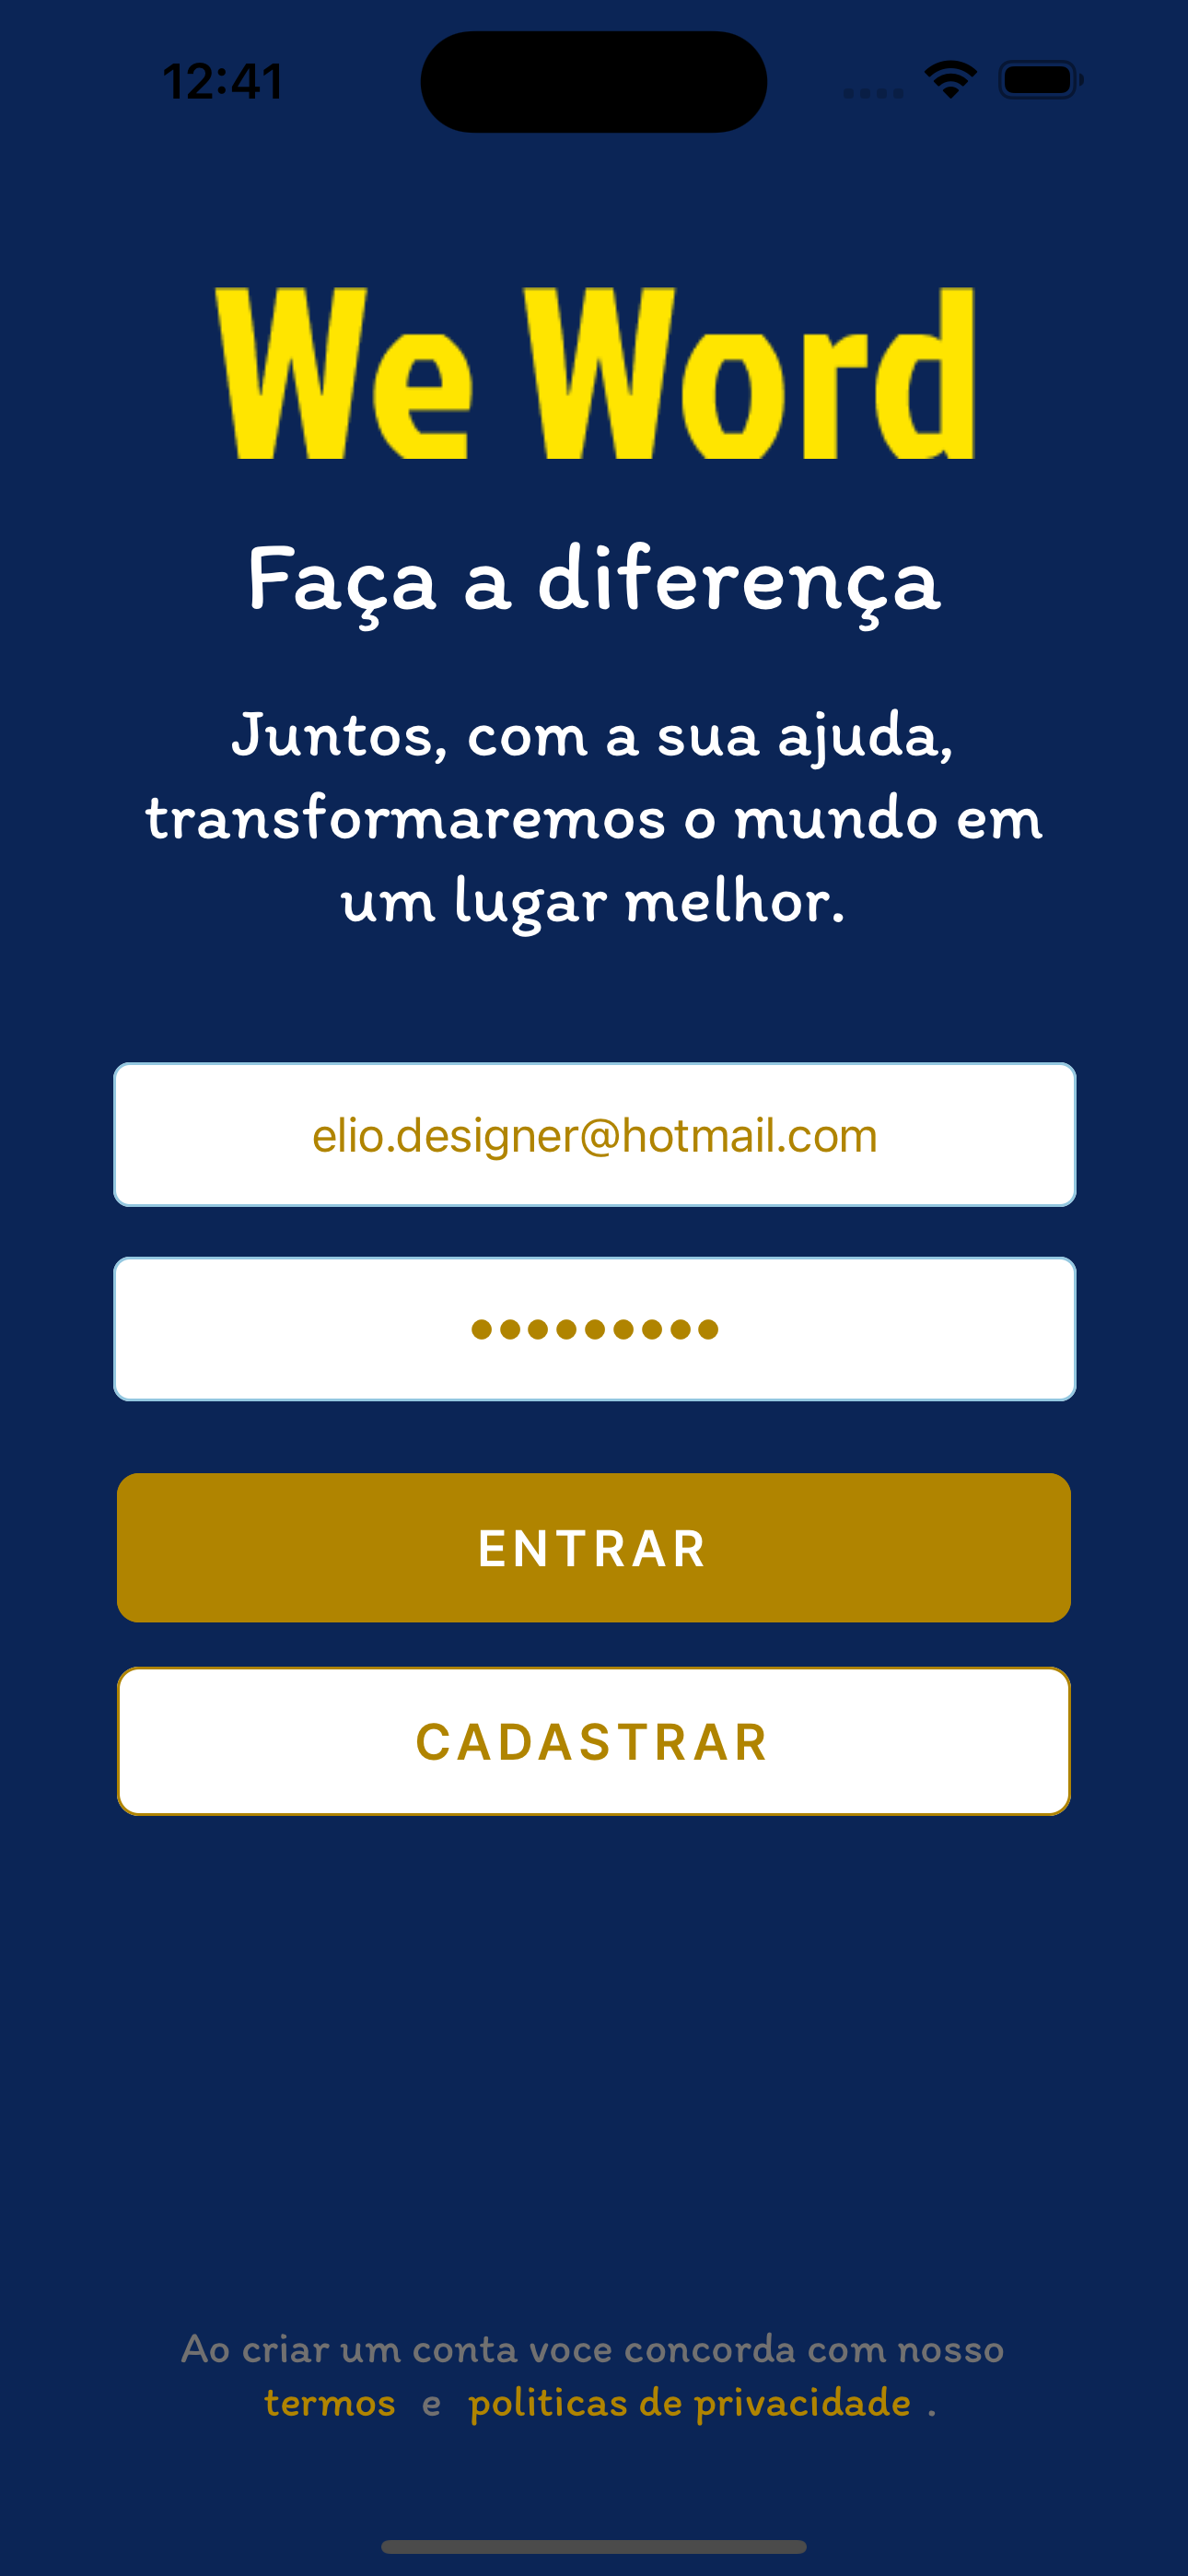 12:41
We Word
Faça a diferença
Juntos, com a sua ajuda,
transformaremos o mundo em
um lugar melhor.
elio.designer@hotmail.com
•••••••••
ENTRAR
CADASTRAR
Ao criar um conta voce concorda com nosso
termos e politicas de privacidade .